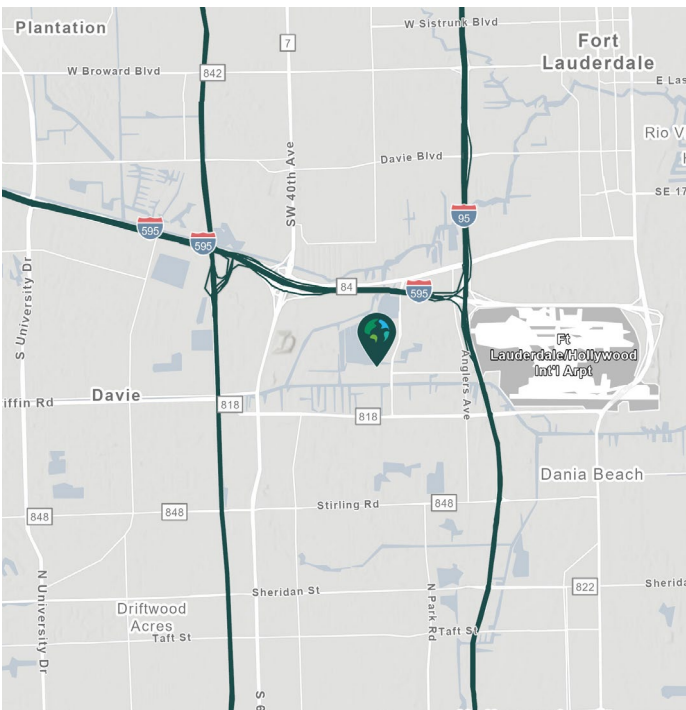 Plantation
W Sistrunk Blvd
7
Fort
Lauderdale
W Broward Blvd
842
E Las
Rio V
SW 40th Ave
Davie Blvd
SE 17
595
595
95
S University Dr
84
595
Ft
Lauderdale/Hollywood
Int'l Arpt
Anglers Ave
iffin Rd
Davie
818
818
Dania Beach
848
848
Stirling Rd
848
N University Dr
Sheridan St
N Park Rd
822
Sherida
Driftwood
Acres
Taft St
Taft St
S 6